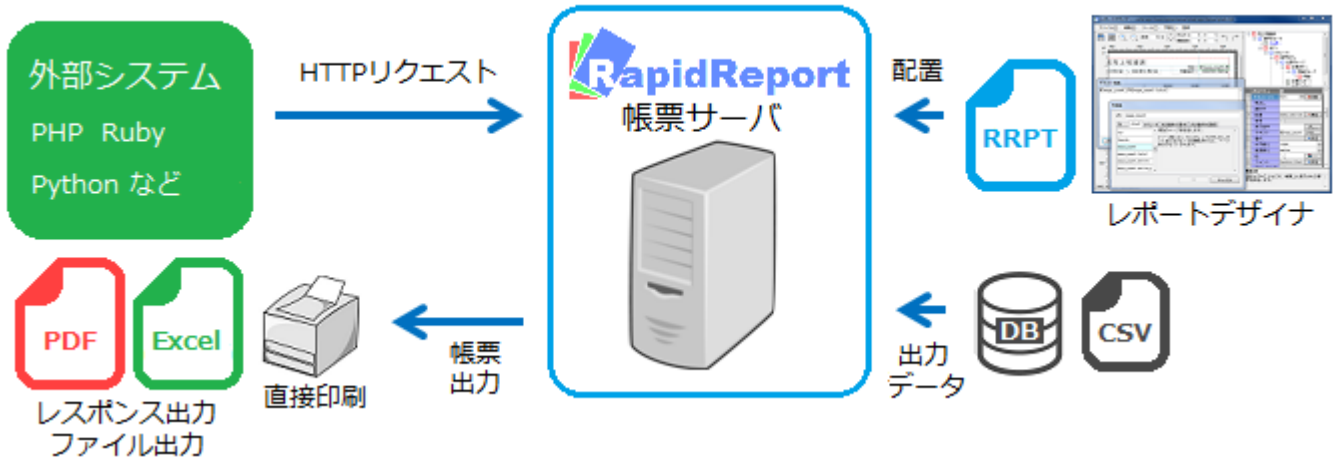 外部システム
PHP Ruby
Python など
HTTPリクエスト
RapidReport
帳票サーバ
配置
RRPT
レポートデザイナ
PDF
Excel
直接印刷
レスポンス出力
ファイル出力
帳票
出力
出力
データ
DB
CSV